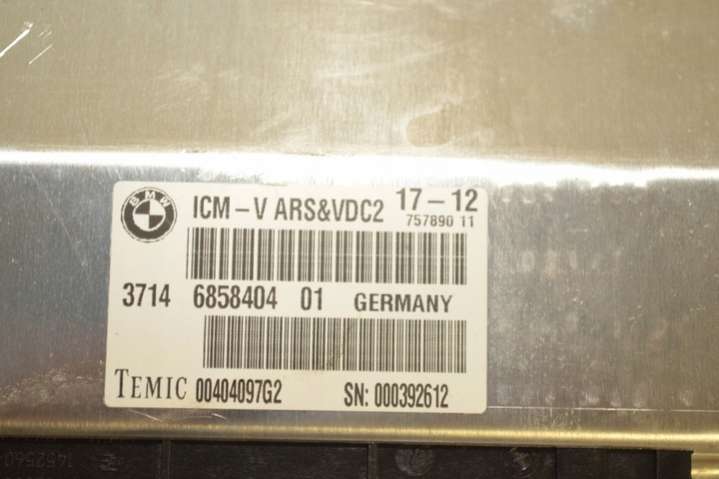 BMW
ICM-V ARS&VDC2 17-12
757890 11
3714 6858404 01 GERMANY
TEMIC 00404097G2 SN: 000392612